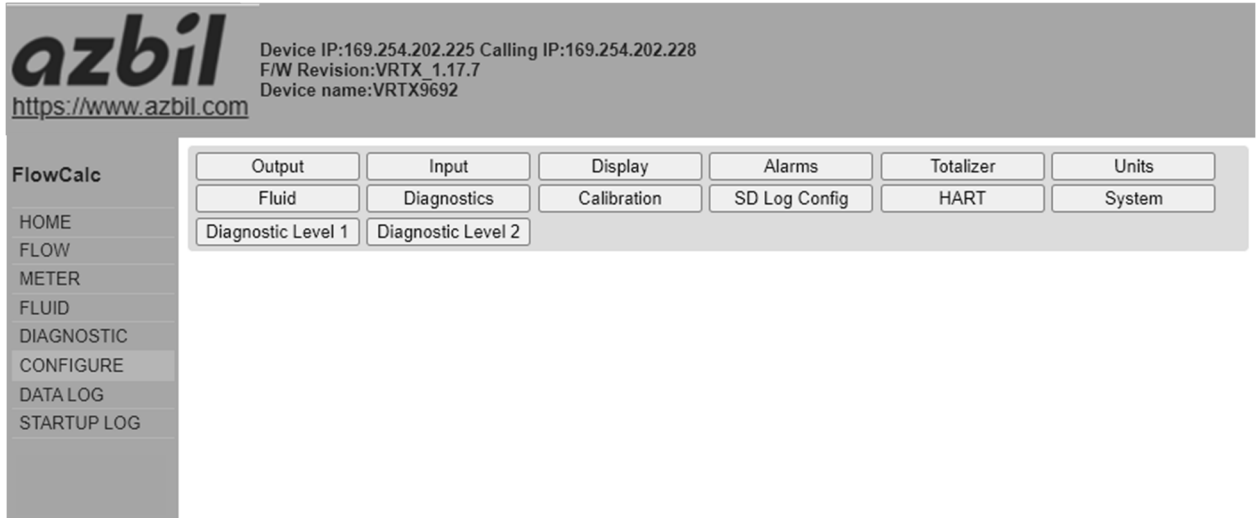 azbil
https://www.azbil.com
Device IP:169.254.202.225 Calling IP:169.254.202.228
F/W Revision:VRTX_1.17.7
Device name:VRTX9692
FlowCalc
HOME
FLOW
METER
FLUID
DIAGNOSTIC
CONFIGURE
DATA LOG
STARTUP LOG
Output Input Display Alarms Totalizer Units
Fluid Diagnostics Calibration SD Log Config HART System
Diagnostic Level 1 Diagnostic Level 2